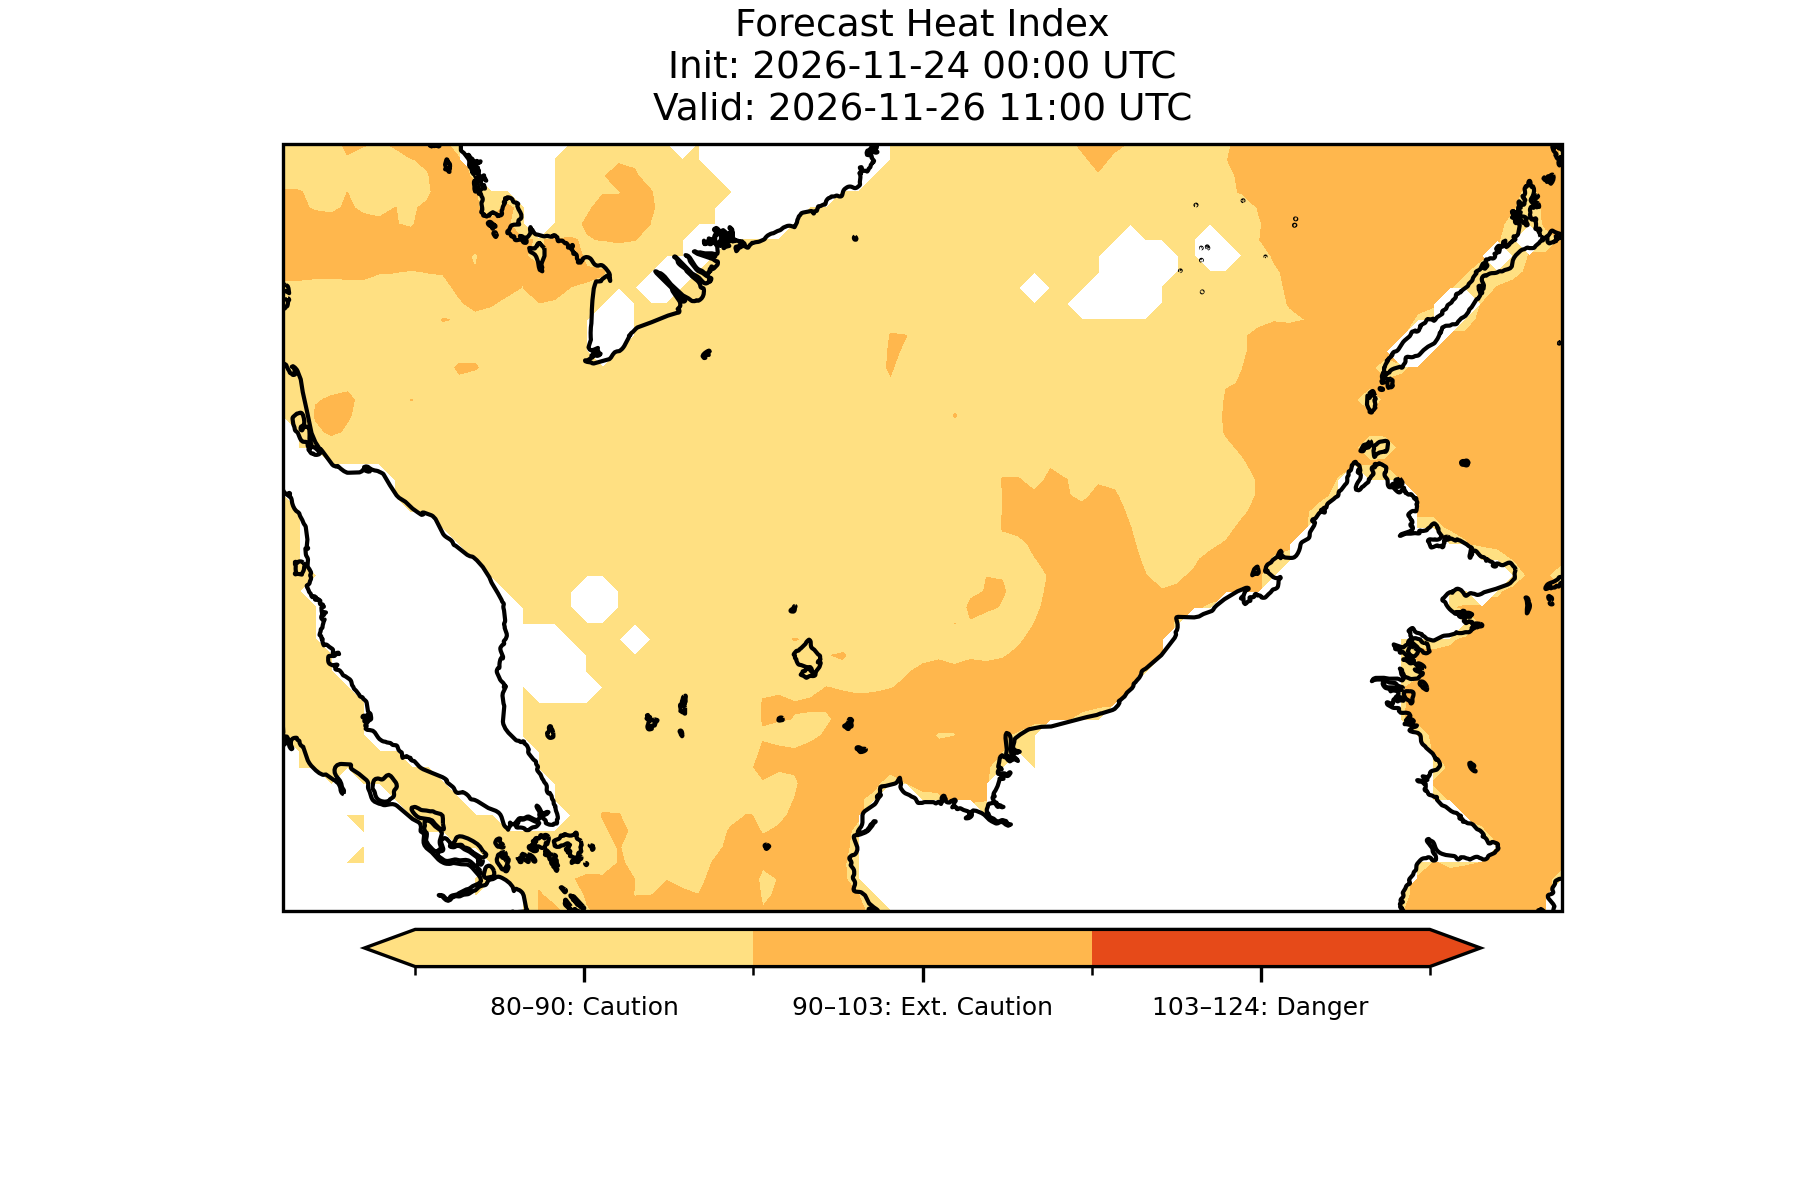 Forecast Heat Index
Init: 2026-11-24 00:00 UTC
Valid: 2026-11-26 11:00 UTC
80–90: Caution
90–103: Ext. Caution
103–124: Danger